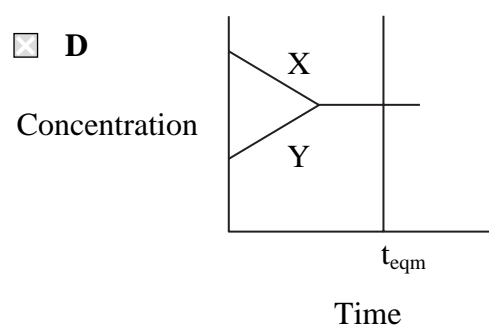 D
X
Concentration
Y
t_eqm
Time